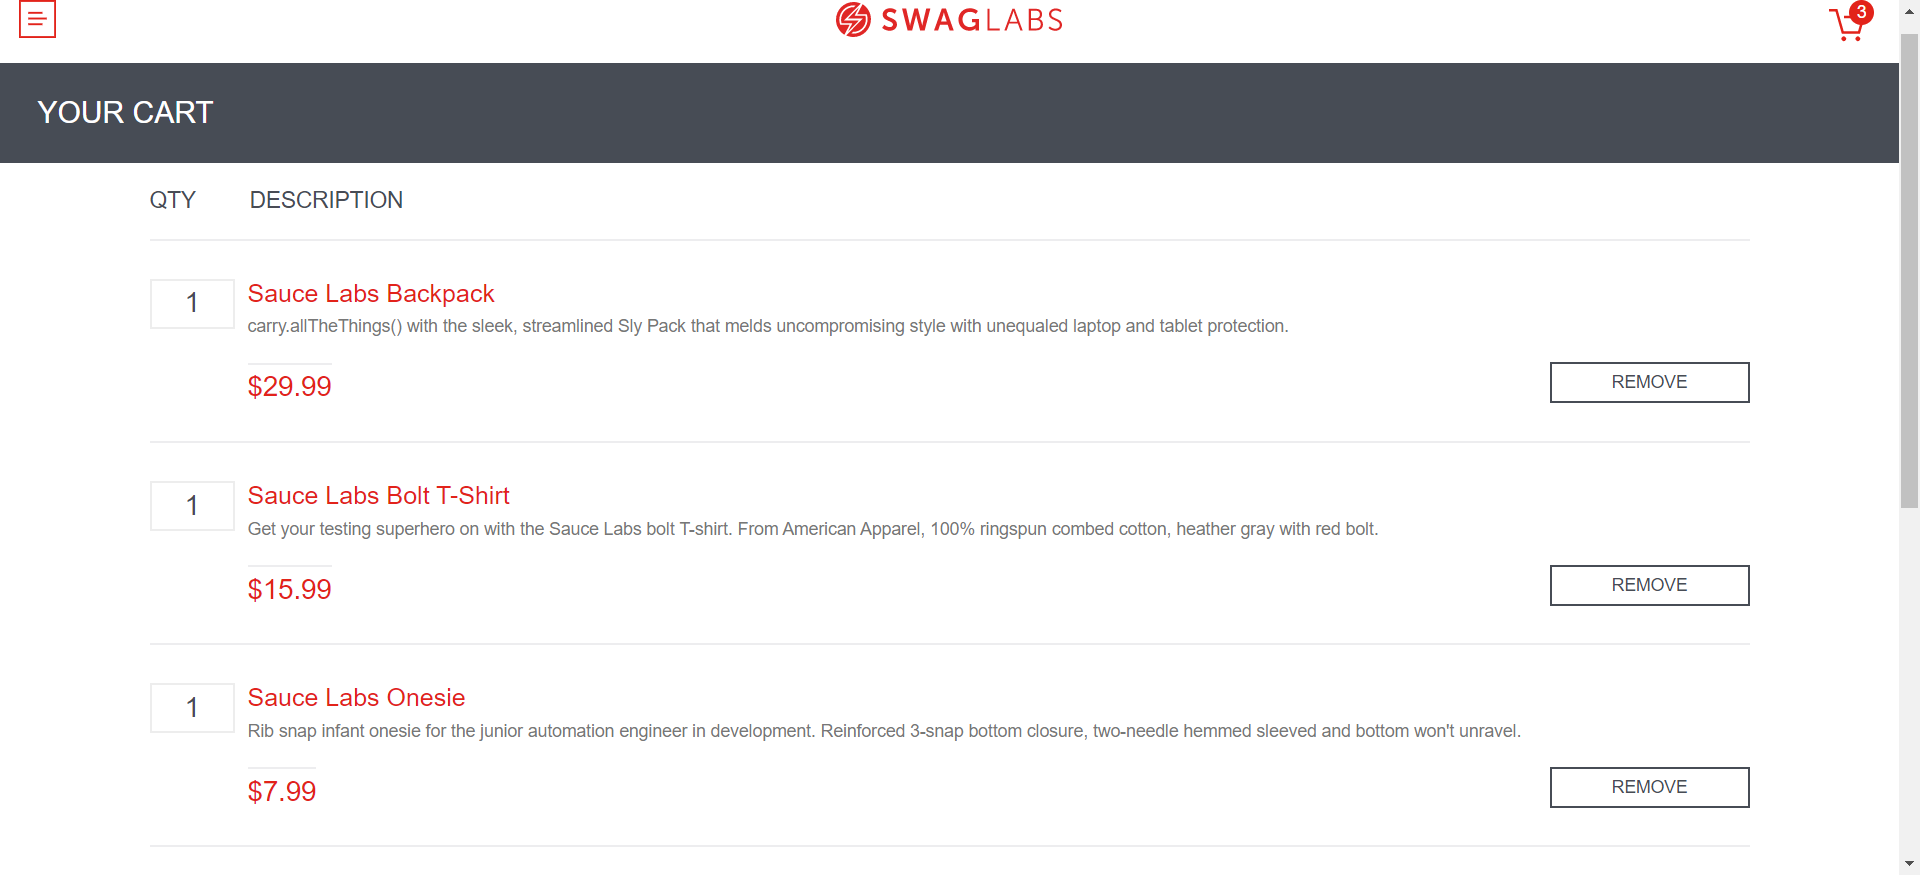 SWAGLABS
3
YOUR CART
QTY DESCRIPTION
1
Sauce Labs Backpack
carry.allTheThings() with the sleek, streamlined Sly Pack that melds uncompromising style with unequaled laptop and tablet protection.
$29.99
REMOVE
1
Sauce Labs Bolt T-Shirt
Get your testing superhero on with the Sauce Labs bolt T-shirt. From American Apparel, 100% ringspun combed cotton, heather gray with red bolt.
$15.99
REMOVE
1
Sauce Labs Onesie
Rib snap infant onesie for the junior automation engineer in development. Reinforced 3-snap bottom closure, two-needle hemmed sleeved and bottom won't unravel.
$7.99
REMOVE